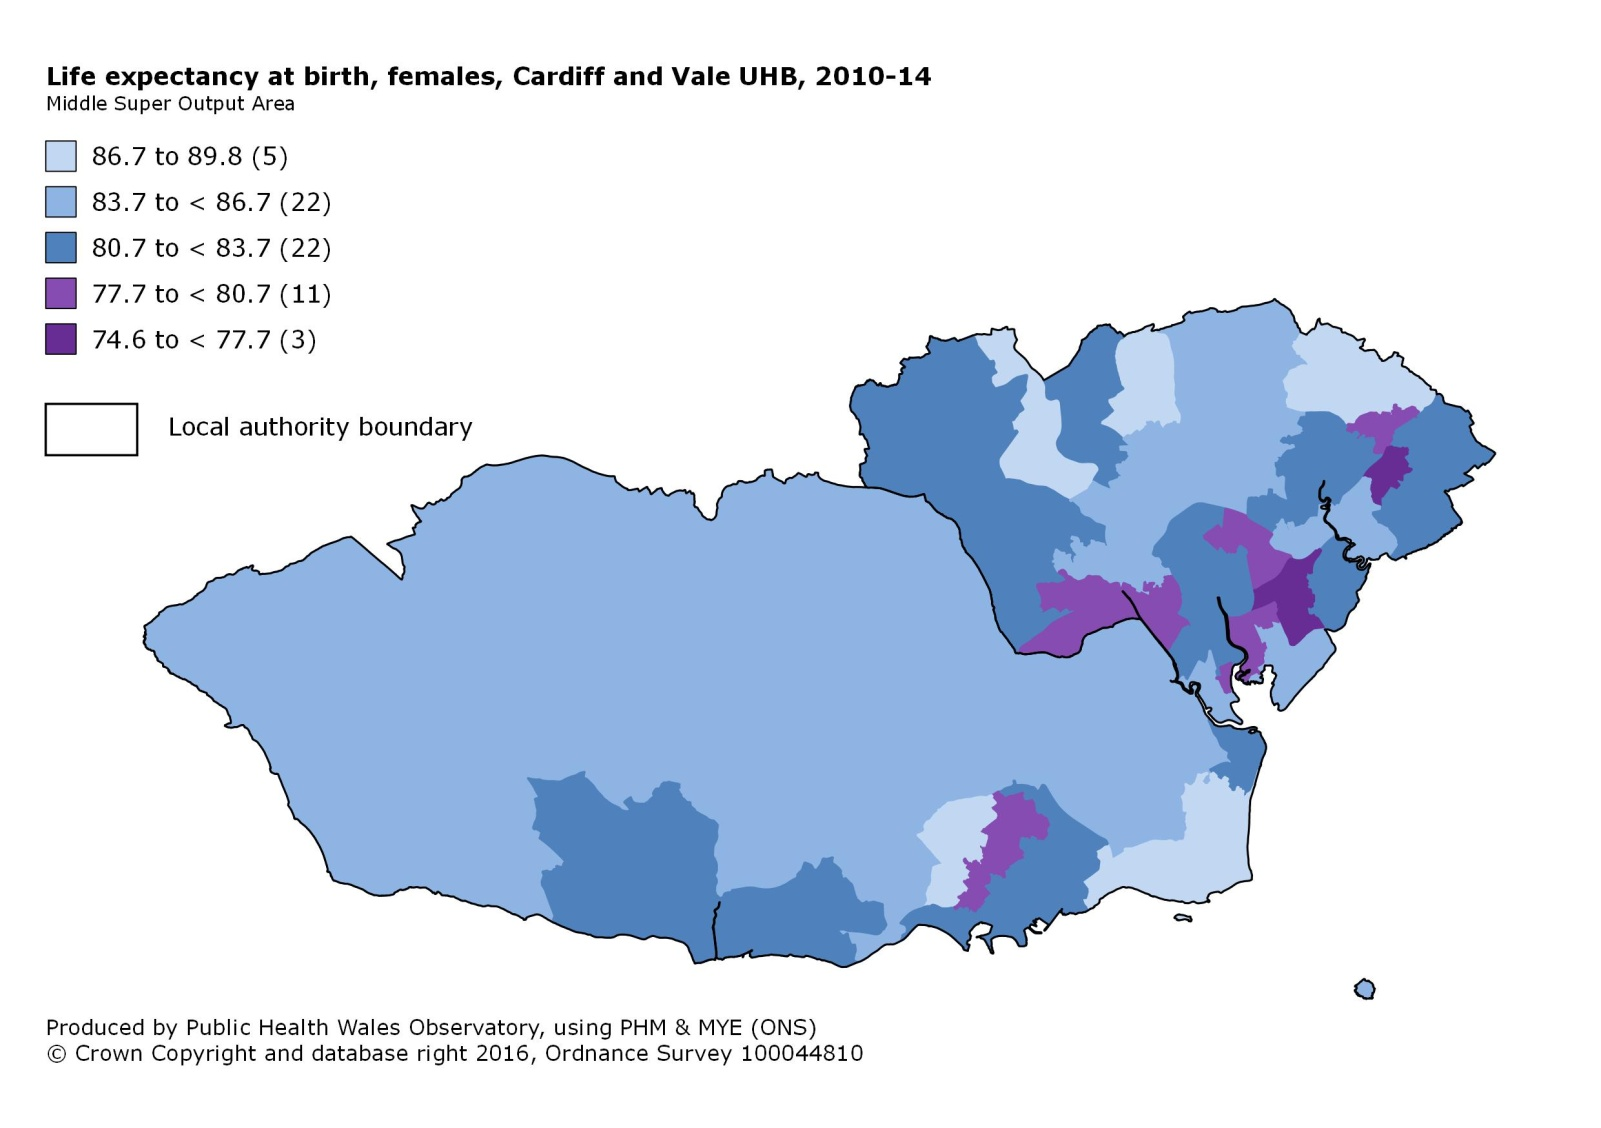 Life expectancy at birth, females, Cardiff and Vale UHB, 2010-14
Middle Super Output Area
86.7 to 89.8 (5)
83.7 to < 86.7 (22)
80.7 to < 83.7 (22)
77.7 to < 80.7 (11)
74.6 to < 77.7 (3)
Local authority boundary
Produced by Public Health Wales Observatory, using PHM & MYE (ONS)
© Crown Copyright and database right 2016, Ordnance Survey 100044810